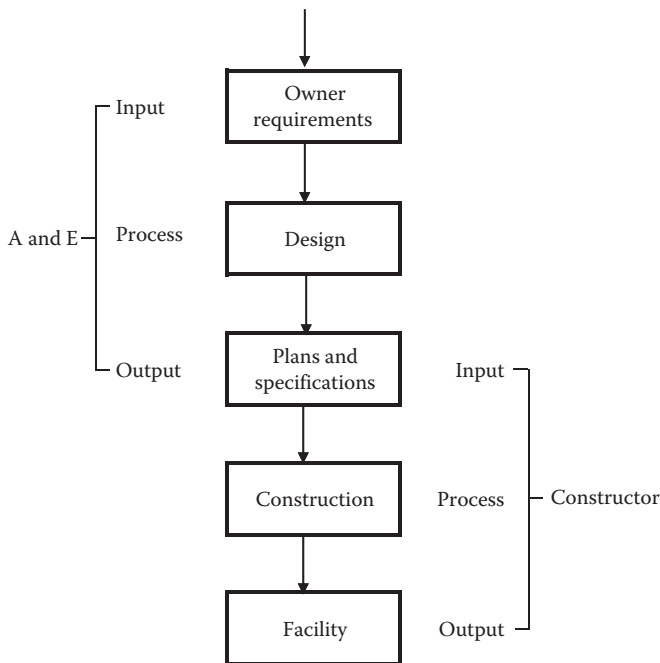 Owner
requirements
Input
A and E
Process
Design
Output
Plans and
specifications
Input
Construction
Process
Constructor
Facility
Output